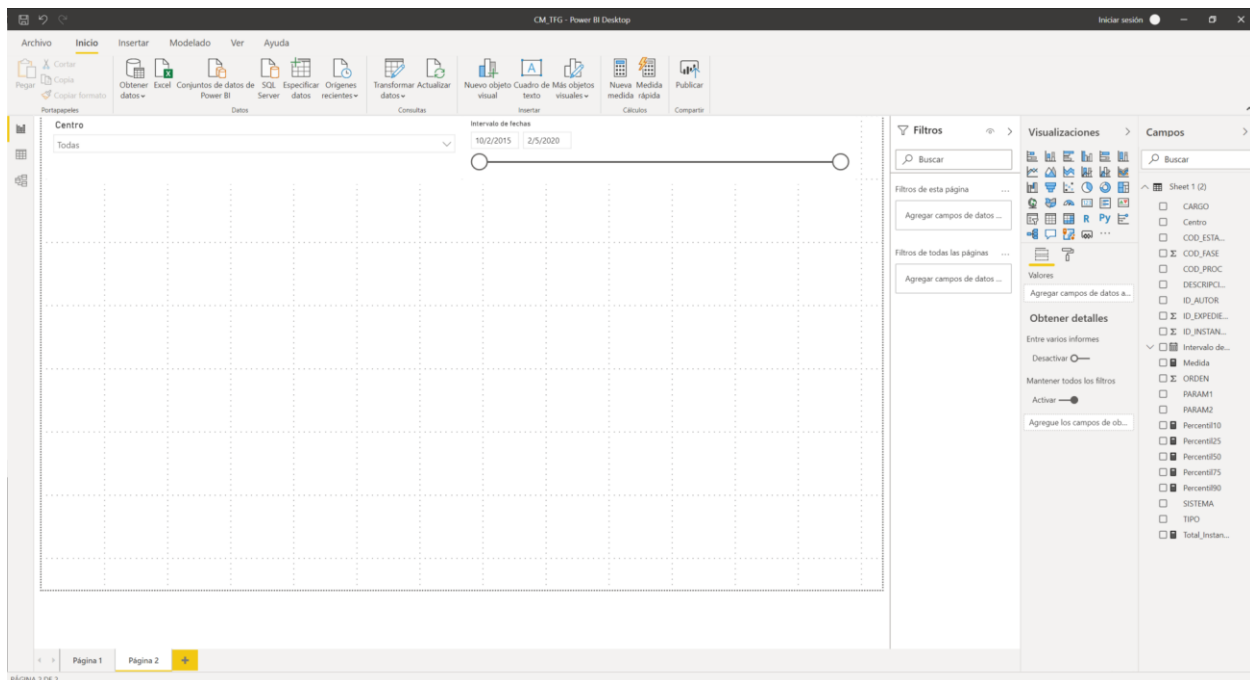 CM_TFG - Power BI Desktop
Iniciar sesión
Archivo Inicio Insertar Modelado Ver Ayuda
Pegar
Cortar
Copia
Copiar formato
Portapapeles
Obtener datos
Excel
Conjuntos de datos de Power BI
SQL Server
Especificar datos
Orígenes recientes
Datos
Transformar datos
Actualizar
Consultas
Nuevo objeto visual
Cuadro de texto
Más objetos visuales
Insertar
Nueva medida
Medida rápida
Cálculos
Publicar
Compartir
Centro
Todas
Intervalo de fechas
10/2/2015 2/5/2020
Filtros
Buscar
Filtros de esta página ...
Agregar campos de datos ...
Filtros de todas las páginas ...
Agregar campos de datos ...
Visualizaciones
R Py
...
Valores
Agregar campos de datos a...
Obtener detalles
Entre varios informes
Desactivar
Mantener todos los filtros
Activar
Agregue los campos de ob...
Campos
Buscar
Sheet 1 (2)
CARGO
Centro
COD_ESTA...
Σ COD_FASE
COD_PROC
DESCRIPCI...
ID_AUTOR
Σ ID_EXPEDIE...
Σ ID_INSTAN...
Intervalo de...
Medida
Σ ORDEN
PARAM1
PARAM2
Percentil10
Percentil25
Percentil50
Percentil75
Percentil90
SISTEMA
TIPO
Total_Instan...
Página 1 Página 2 +
PÁGINA 2 DE 2